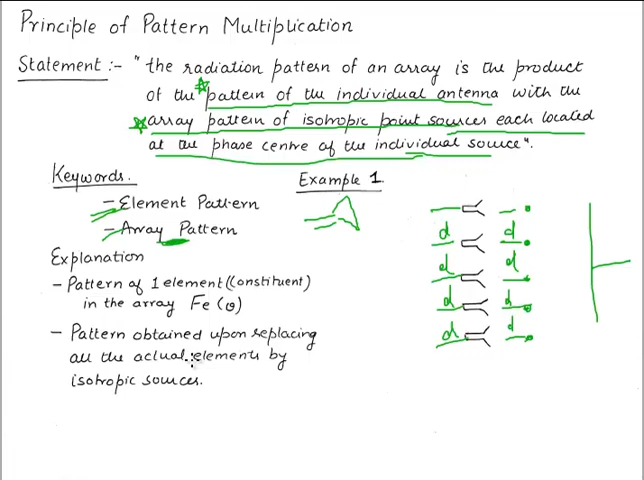 Principle of Pattern Multiplication
Statement :- "the radiation pattern of an array is the product
of the pattern of the individual antenna with the
array pattern of isotropic point sources each located
at the phase centre of the individual source".
Keywords.
Example 1
- Element Pattern
- Array Pattern
Explanation
- Pattern of 1 element (constituent)
in the array Fe(θ)
- Pattern obtained upon replacing
all the actual elements by
isotropic sources.
d d
d d
d d
d d